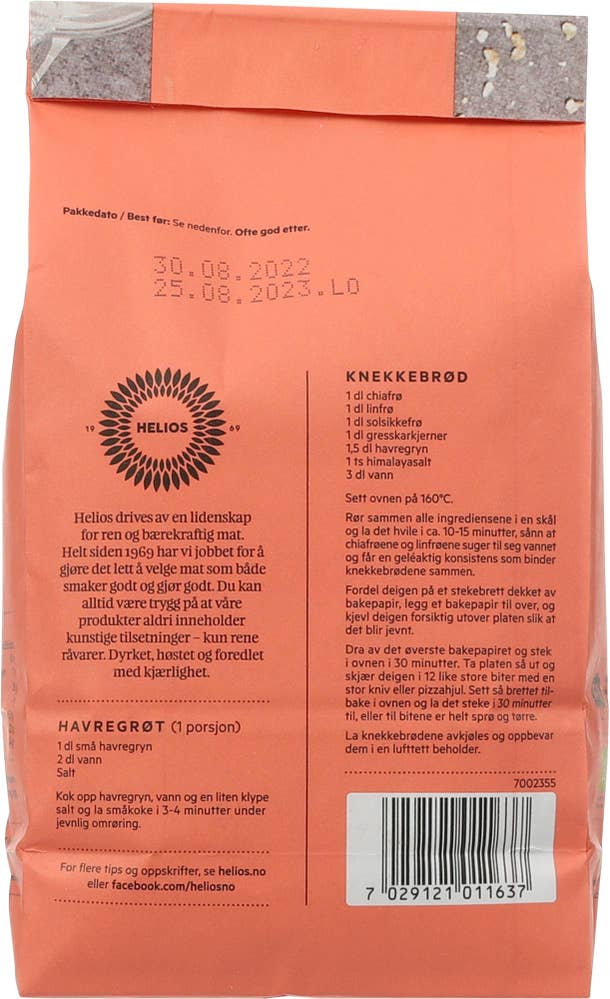 Pakkedato / Best før: Se nedenfor. Ofte god etter.
30.08.2022
25.08.2023.LO
19 HELIOS 69
Helios drives av en lidenskap
for ren og bærekraftig mat.
Helt siden 1969 har vi jobbet for å
gjøre det lett å velge mat som både
smaker godt og gjør godt. Du kan
alltid være trygg på at våre
produkter aldri inneholder
kunstige tilsetninger – kun rene
råvarer. Dyrket, høstet og foredlet
med kjærlighet.
HAVREGRØT (1 porsjon)
1 dl små havregryn
2 dl vann
Salt
Kok opp havregryn, vann og en liten klype
salt og la småkoke i 3-4 minutter under
jevnlig omrøring.
For flere tips og oppskrifter, se helios.no
eller facebook.com/heliosno
KNEKKEBRØD
1 dl chiafrø
1 dl linfrø
1 dl solsikkefrø
1 dl gresskarkjerner
1,5 dl havregryn
1 ts himalayasalt
3 dl vann
Sett ovnen på 160°C.
Rør sammen alle ingrediensene i en skål
og la det hvile i ca. 10-15 minutter, sånn at
chiafrøene og linfrøene suger til seg vannet
og får en geléaktig konsistens som binder
knekkebrødene sammen.
Fordel deigen på et stekebrett dekket av
bakepapir, legg et bakepapir til over, og
kjevl deigen forsiktig utover platen slik at
det blir jevnt.
Dra av det øverste bakepapiret og stek
i ovnen i 30 minutter. Ta platen så ut og
skjær deigen i 12 like store biter med en
stor kniv eller pizzahjul. Sett så brettet til-
bake i ovnen og la det steke i 30 minutter
til, eller til bitene er helt sprø og tørre.
La knekkebrødene avkjøles og oppbevar
dem i en lufttett beholder.
7002355
7 029121 011637